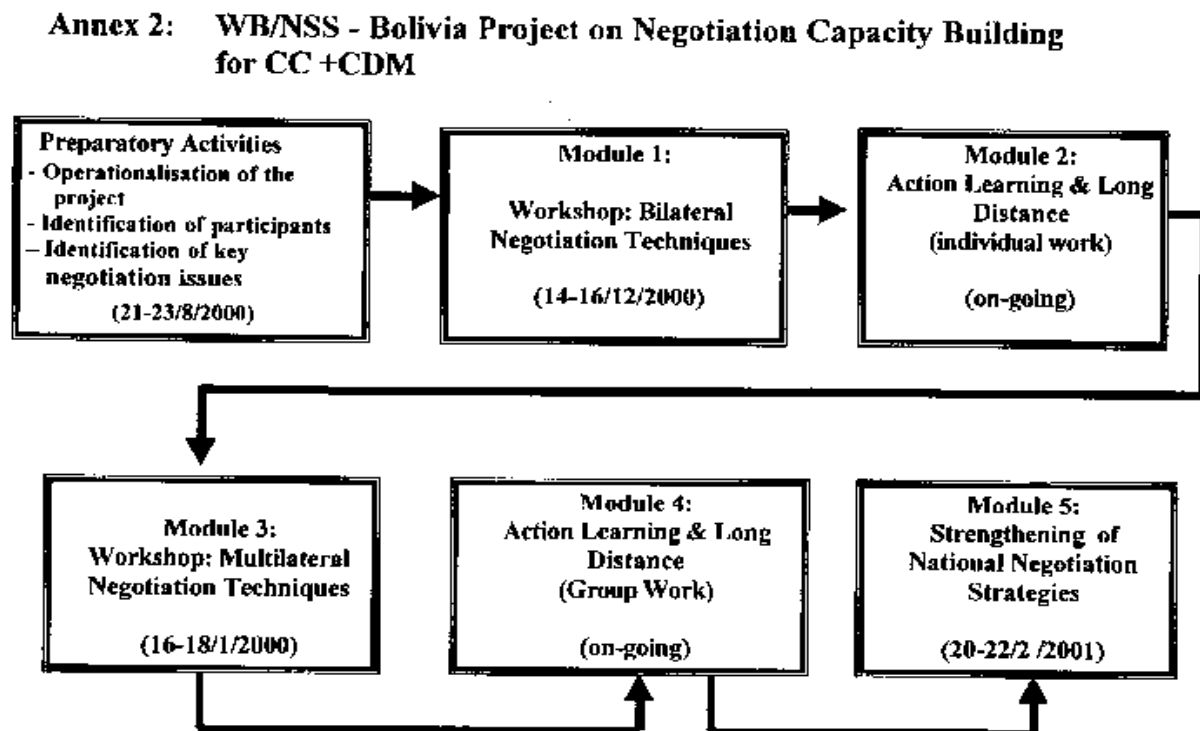 Annex 2: WB/NSS - Bolivia Project on Negotiation Capacity Building
for CC +CDM
Preparatory Activities
- Operationalisation of the
project
- Identification of participants
– Identification of key
negotiation issues
(21-23/8/2000)
Module 1:
Workshop: Bilateral
Negotiation Techniques
(14-16/12/2000)
Module 2:
Action Learning & Long
Distance
(individual work)
(on-going)
Module 3:
Workshop: Multilateral
Negotiation Techniques
(16-18/1/2000)
Module 4:
Action Learning & Long
Distance
(Group Work)
(on-going)
Module 5:
Strengthening of
National Negotiation
Strategies
(20-22/2 /2001)